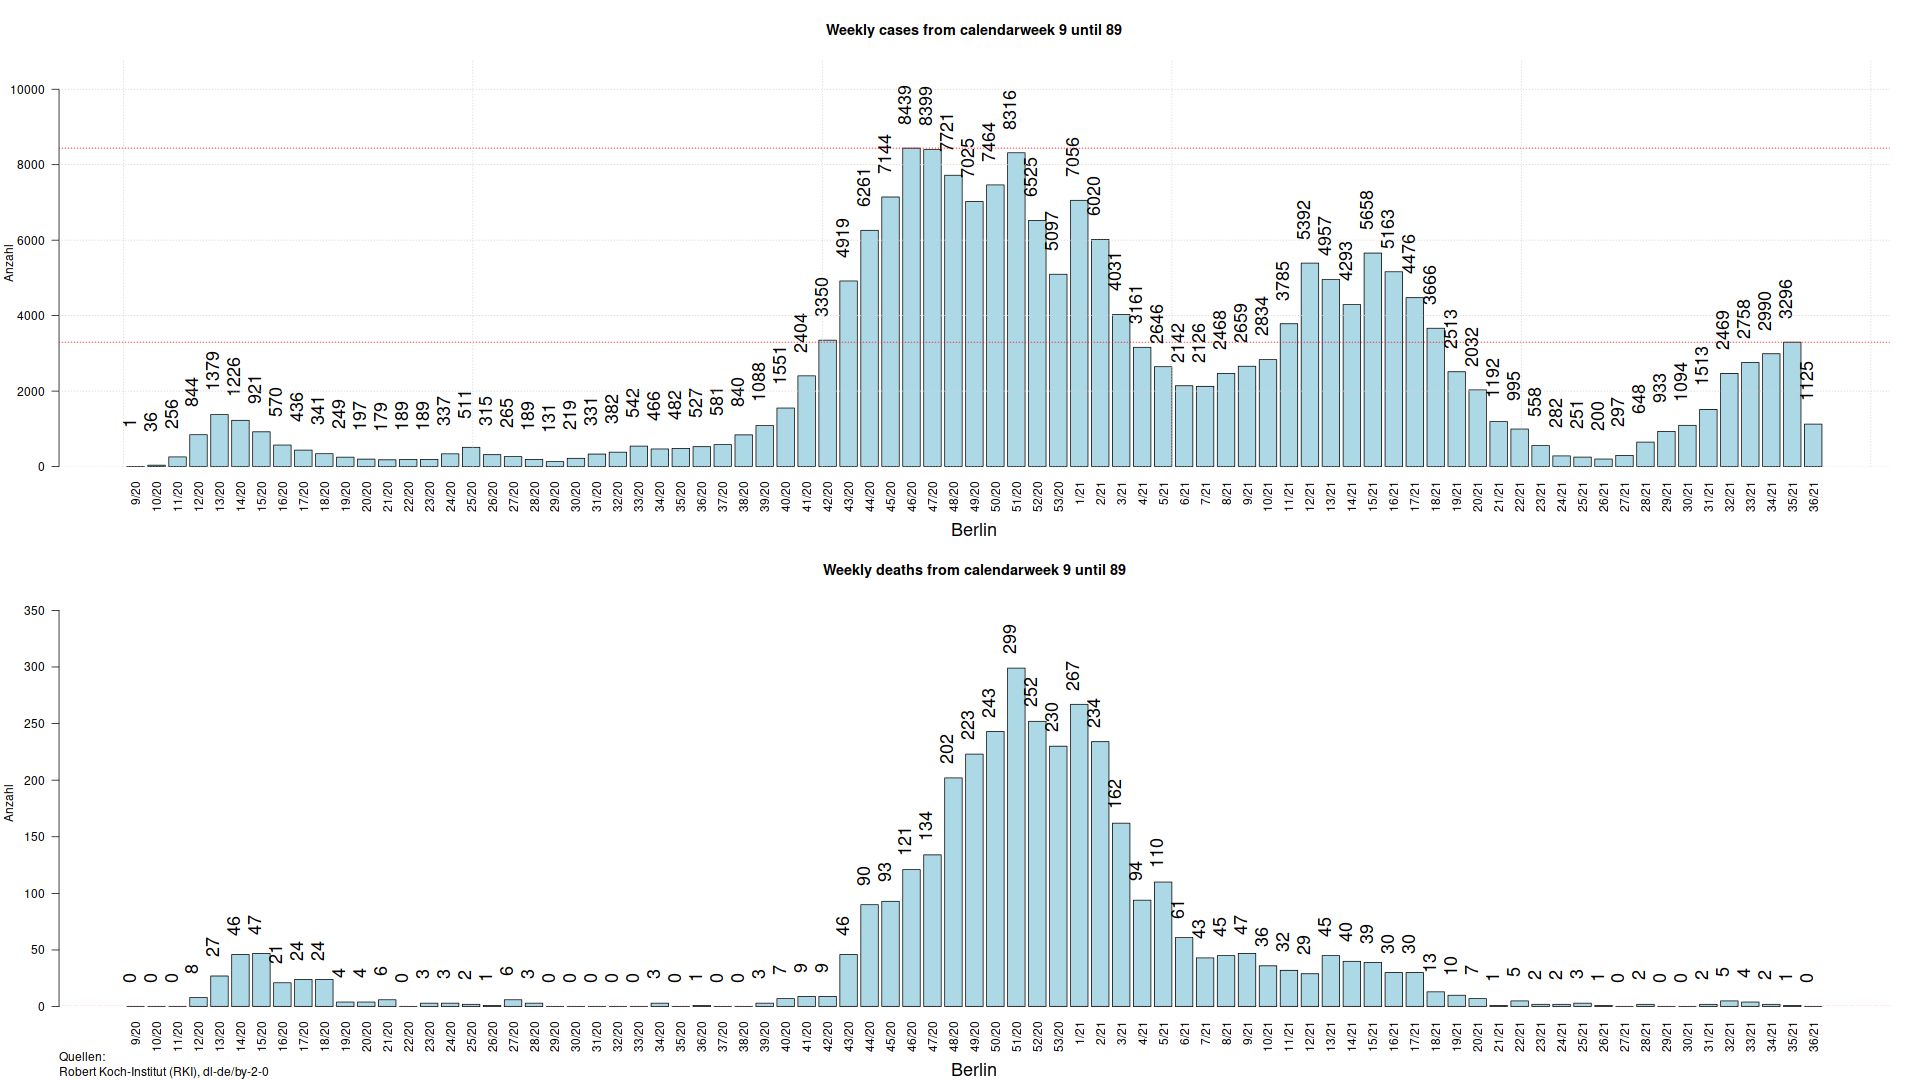 Weekly cases from calendarweek 9 until 89
Anzahl
10000
8000
6000
4000
2000
0
1 36 256 844 1379 1226 921 570 436 341 249 197 179 189 189 337 511 315 265 189 131 219 331 382 542 466 482 527 581 840 1088 1551 2404 3350 4919 6261 7144 8439 8399 7721 7025 7464 8316 6525 5097 7056 6020 4031 3161 2646 2142 2126 2468 2659 2834 3785 5392 4957 4293 5658 5163 4476 3666 2513 2032 1192 995 558 282 251 200 297 648 933 1094 1513 2469 2758 2990 3296 1125
9/20 10/20 11/20 12/20 13/20 14/20 15/20 16/20 17/20 18/20 19/20 20/20 21/20 22/20 23/20 24/20 25/20 26/20 27/20 28/20 29/20 30/20 31/20 32/20 33/20 34/20 35/20 36/20 37/20 38/20 39/20 40/20 41/20 42/20 43/20 44/20 45/20 46/20 47/20 48/20 49/20 50/20 51/20 52/20 53/20 1/21 2/21 3/21 4/21 5/21 6/21 7/21 8/21 9/21 10/21 11/21 12/21 13/21 14/21 15/21 16/21 17/21 18/21 19/21 20/21 21/21 22/21 23/21 24/21 25/21 26/21 27/21 28/21 29/21 30/21 31/21 32/21 33/21 34/21 35/21 36/21
Berlin
Weekly deaths from calendarweek 9 until 89
Anzahl
350
300
250
200
150
100
50
0
0 0 0 8 27 46 47 21 24 24 4 4 6 0 3 3 2 1 6 3 0 0 0 0 0 3 0 1 0 0 3 7 9 9 46 90 93 121 134 202 223 243 299 252 230 267 234 162 94 110 61 43 45 47 36 32 29 45 40 39 30 30 13 10 7 1 5 2 2 3 1 0 2 0 0 2 5 4 2 1 0
9/20 10/20 11/20 12/20 13/20 14/20 15/20 16/20 17/20 18/20 19/20 20/20 21/20 22/20 23/20 24/20 25/20 26/20 27/20 28/20 29/20 30/20 31/20 32/20 33/20 34/20 35/20 36/20 37/20 38/20 39/20 40/20 41/20 42/20 43/20 44/20 45/20 46/20 47/20 48/20 49/20 50/20 51/20 52/20 53/20 1/21 2/21 3/21 4/21 5/21 6/21 7/21 8/21 9/21 10/21 11/21 12/21 13/21 14/21 15/21 16/21 17/21 18/21 19/21 20/21 21/21 22/21 23/21 24/21 25/21 26/21 27/21 28/21 29/21 30/21 31/21 32/21 33/21 34/21 35/21 36/21
Berlin
Quellen:
Robert Koch-Institut (RKI), dl-de/by-2-0